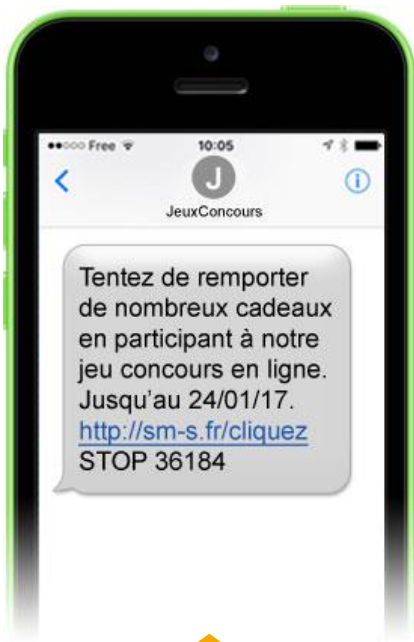 Free 10:05
J
JeuxConcours
Tentez de remporter
de nombreux cadeaux
en participant à notre
jeu concours en ligne.
Jusqu'au 24/01/17.
http://sm-s.fr/cliquez
STOP 36184